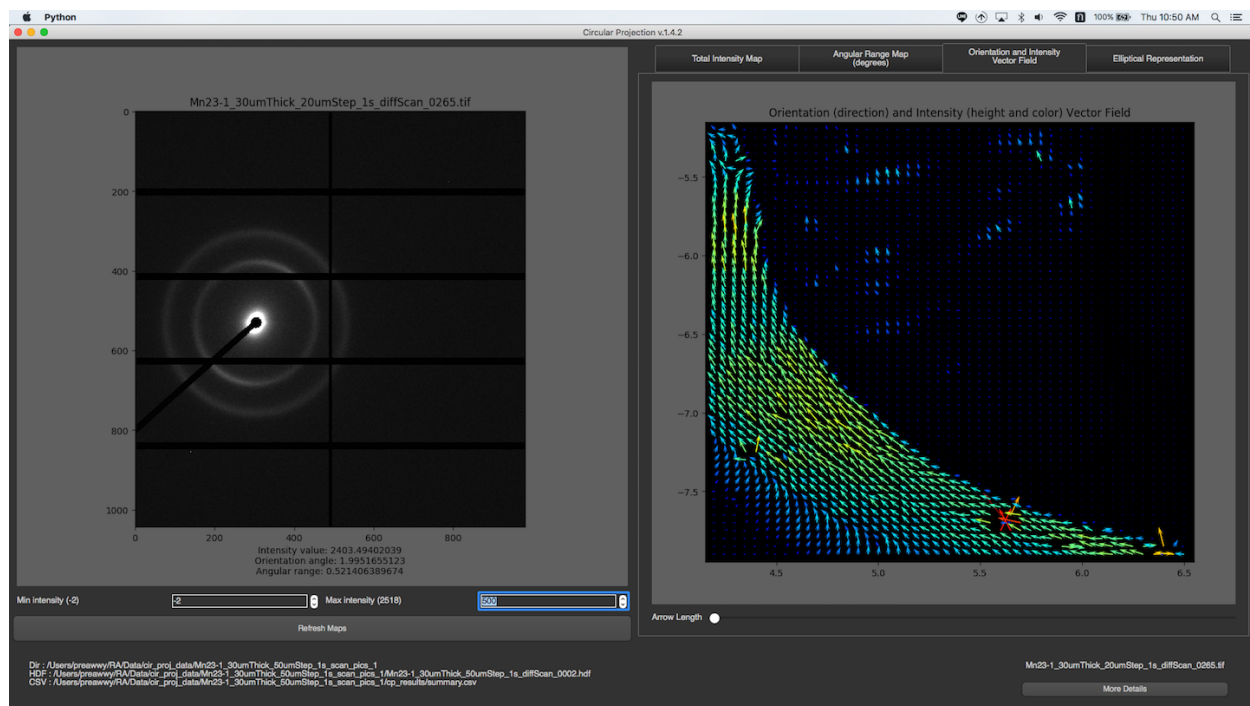 Python
100%
Thu 10:50 AM
Circular Projection v.1.4.2
Mn23-1_30umThick_20umStep_1s_diffScan_0265.tif
0
200
400
600
800
1000
0 200 400 600 800
Intensity value: 2403.49402039
Orientation angle: 1.9951655123
Angular range: 0.521406389674
Min intensity (-2)
-2
Max intensity (2518)
500
Refresh Maps
Total Intensity Map
Angular Range Map
(degrees)
Orientation and Intensity
Vector Field
Elliptical Representation
Orientation (direction) and Intensity (height and color) Vector Field
−5.5
−6.0
−6.5
−7.0
−7.5
4.5 5.0 5.5 6.0 6.5
Arrow Length
Dir : /Users/preawwy/RA/Data/cir_proj_data/Mn23-1_30umThick_50umStep_1s_scan_pics_1
HDF : /Users/preawwy/RA/Data/cir_proj_data/Mn23-1_30umThick_50umStep_1s_scan_pics_1/Mn23-1_30umThick_50umStep_1s_diffScan_0002.hdf
CSV : /Users/preawwy/RA/Data/cir_proj_data/Mn23-1_30umThick_50umStep_1s_scan_pics_1/cp_results/summary.csv
Mn23-1_30umThick_20umStep_1s_diffScan_0265.tif
More Details